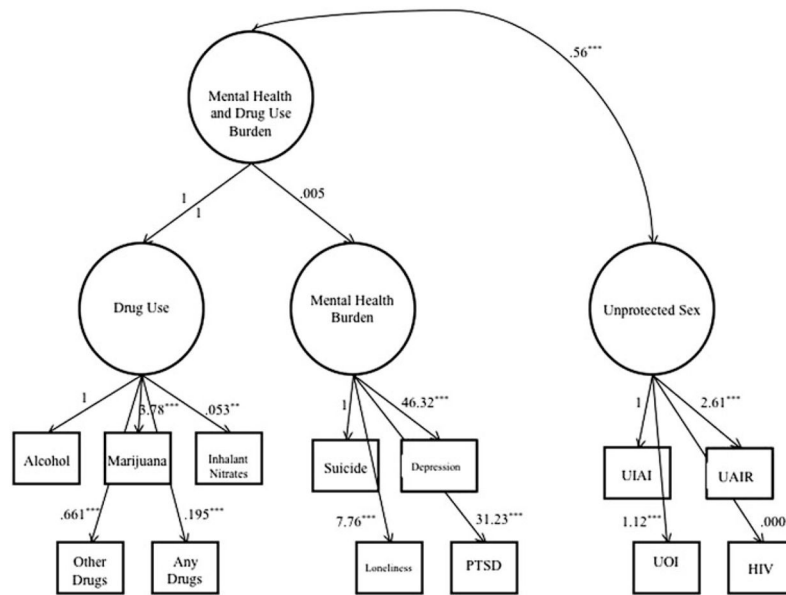 .56***
Mental Health
and Drug Use
Burden
1
1
.005
Drug Use
Mental Health
Burden
Unprotected Sex
1
3.78***
.053**
1
46.32***
1
2.61***
Alcohol
Marijuana
Inhalant
Nitrates
Suicide
Depression
UIAI
UAIR
.661***
.195***
7.76***
31.23***
1.12***
.000
Other
Drugs
Any
Drugs
Loneliness
PTSD
UOI
HIV